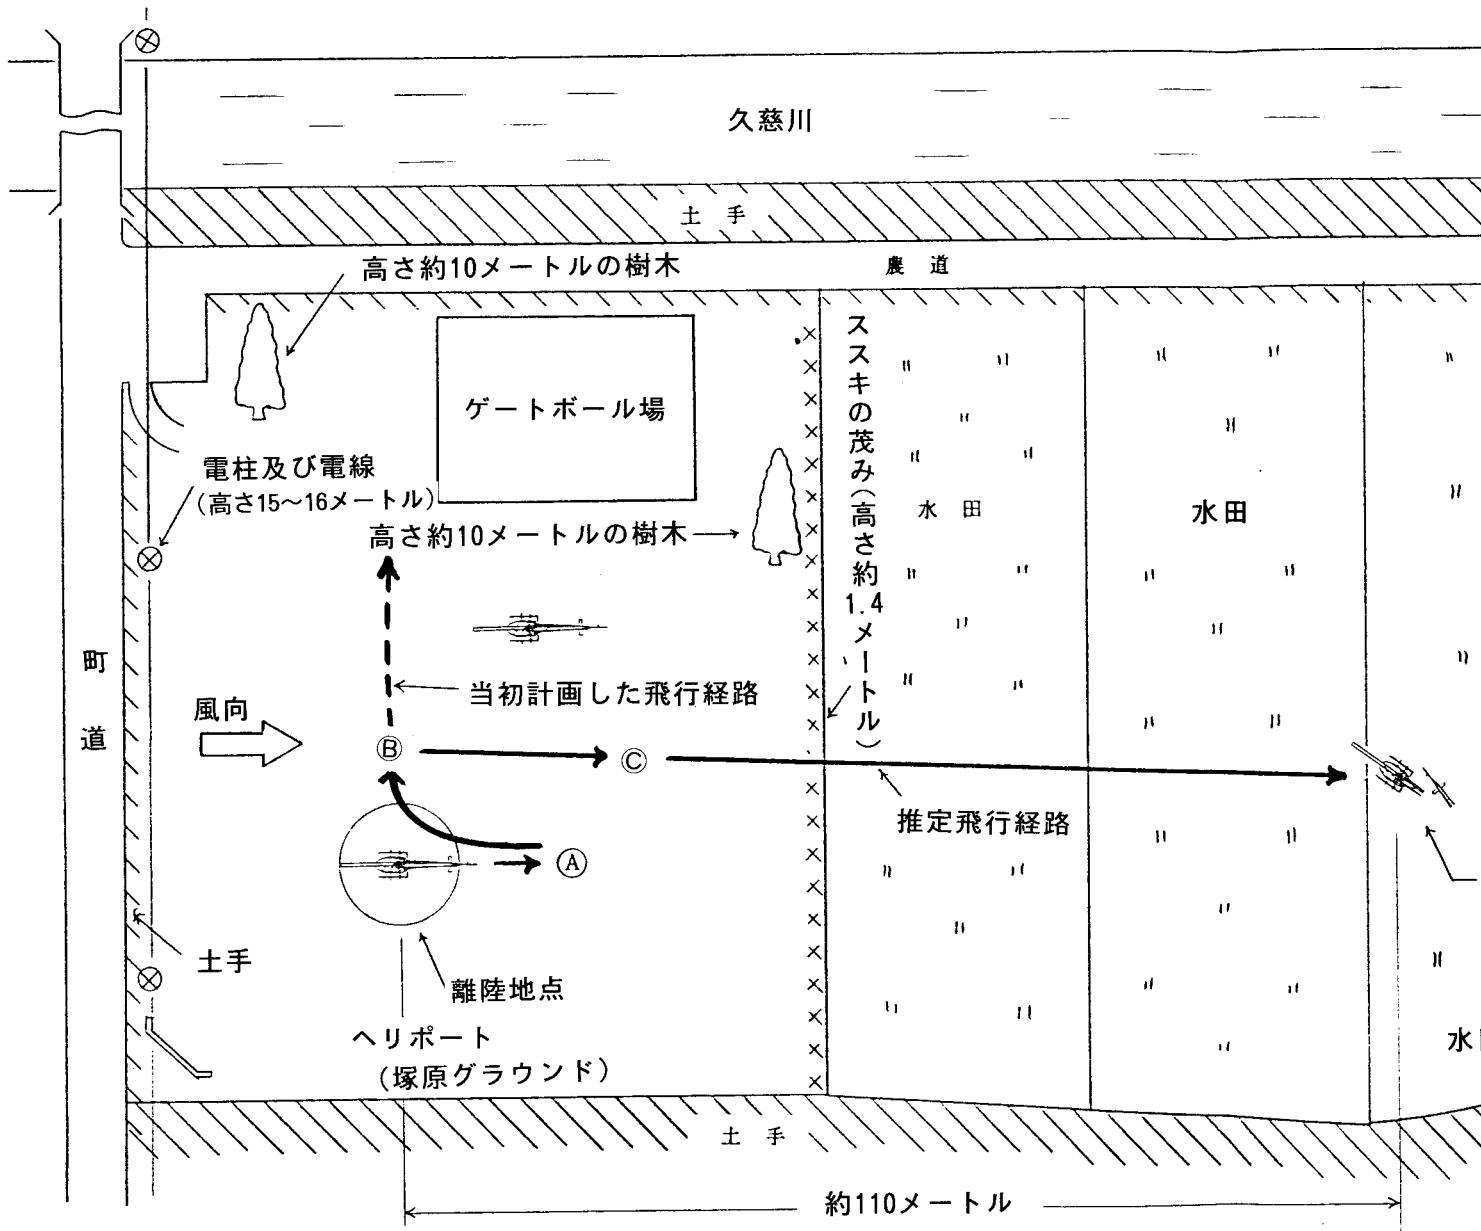 久慈川
土手
高さ約10メートルの樹木
農道
ススキの茂み(高さ約1.4メートル)
ゲートボール場
電柱及び電線
(高さ15～16メートル)
水田
水田
高さ約10メートルの樹木
町道
当初計画した飛行経路
風向
Ⓑ
Ⓒ
推定飛行経路
Ⓐ
土手
離陸地点
ヘリポート
(塚原グラウンド)
水
土手
約110メートル